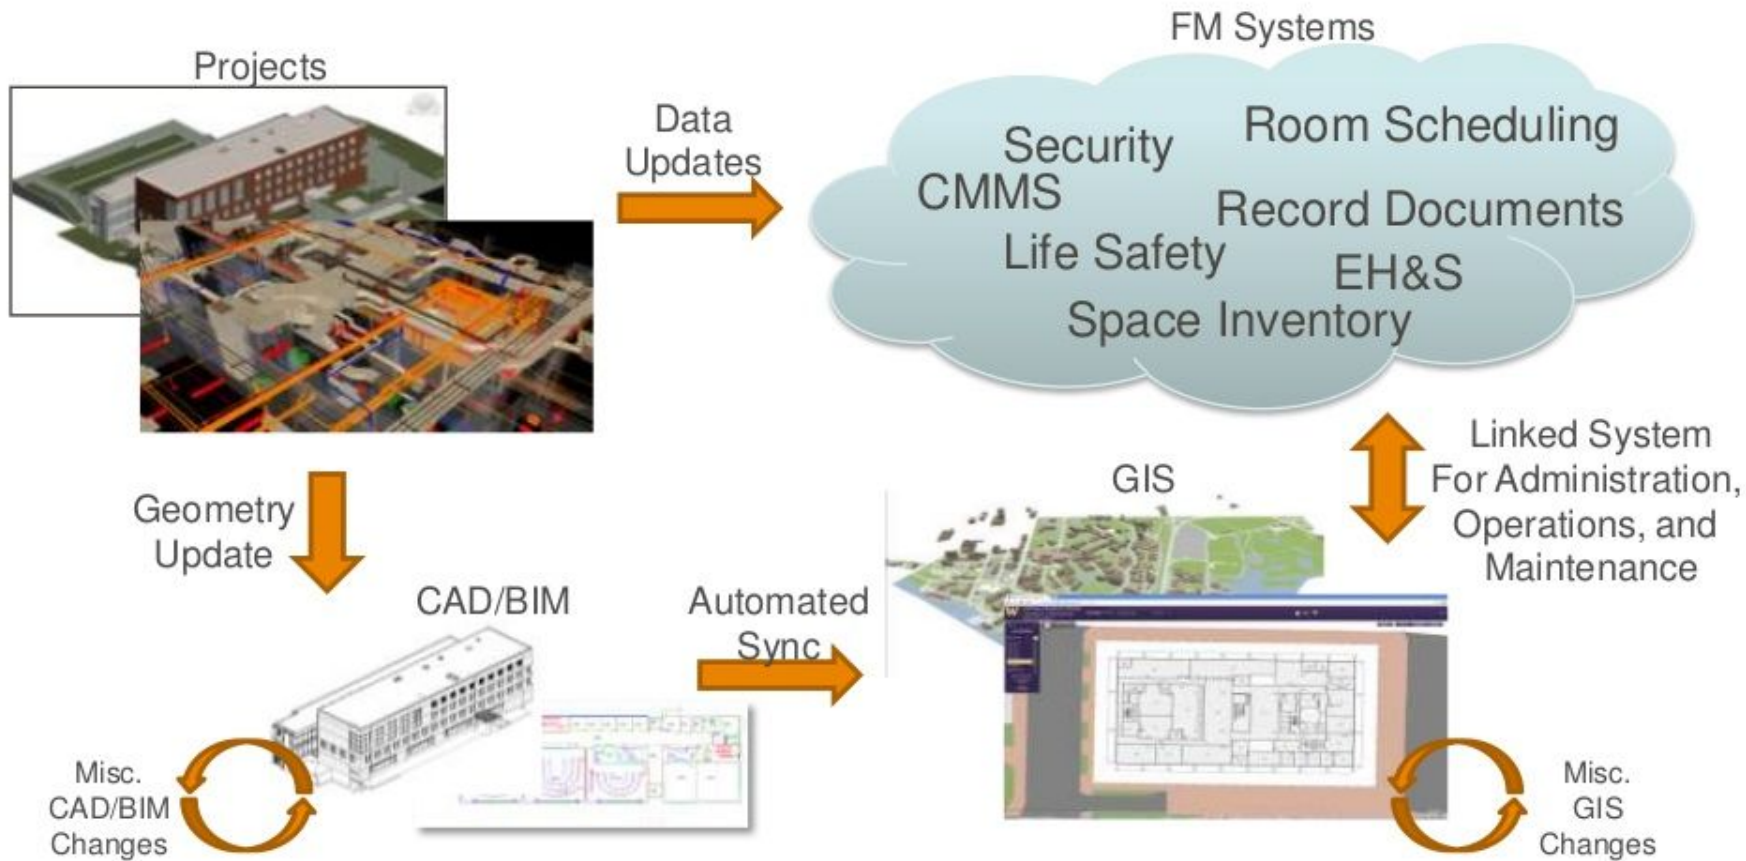 FM Systems
Projects
Data
Updates
Room Scheduling
Security
CMMS
Record Documents
Life Safety
EH&S
Space Inventory
Linked System
For Administration,
Operations, and
Maintenance
Geometry
Update
GIS
CAD/BIM
Automated
Sync
Misc.
CAD/BIM
Changes
Misc.
GIS
Changes
W